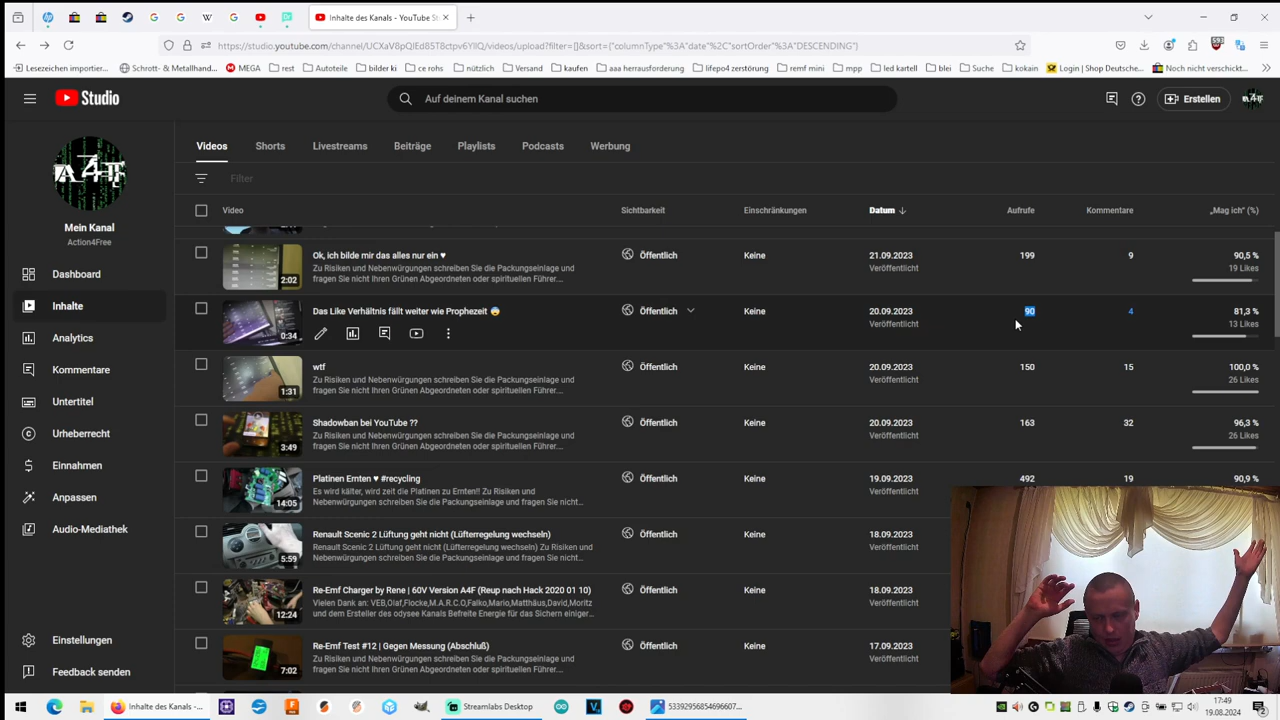 Inhalte des Kanals - YouTube St
https://studio.youtube.com/channel/UCXaV8pQIEd85T8ctpv6YIIQ/videos/upload?filter=[]&sort={"columnType"%3A"date"%2C"sortOrder"%3A"DESCENDING"}
593
Lesezeichen importier...
Schrott- & Metallhand...
MEGA
rest
Autoteile
bilder ki
ce rohs
nützlich
Versand
kaufen
aaa herrausforderung
lifepo4 zerstörung
remf mini
mpp
led kartell
blei
Suche
kokain
Login | Shop Deutsche...
Noch nicht verschickt...
Studio
Auf deinem Kanal suchen
Erstellen
A4F
Mein Kanal
Action4Free
Dashboard
Inhalte
Analytics
Kommentare
Untertitel
Urheberrecht
Einnahmen
Anpassen
Audio-Mediathek
Einstellungen
Feedback senden
Videos Shorts Livestreams Beiträge Playlists Podcasts Werbung
Filter
Video Sichtbarkeit Einschränkungen Datum Aufrufe Kommentare „Mag ich" (%)
Ok, ich bilde mir das alles nur ein ♥ Öffentlich Keine 21.09.2023 199 9 90,5 %
Zu Risiken und Nebenwürgungen schreiben Sie die Packungseinlage und Veröffentlicht 19 Likes
2:02 fragen Sie nicht Ihren Grünen Abgeordneten oder spirituellen Führer.
Das Like Verhältnis fällt weiter wie Prophezeit 😨 Öffentlich Keine 20.09.2023 90 4 81,3 %
0:34 Veröffentlicht 13 Likes
wtf Öffentlich Keine 20.09.2023 150 15 100,0 %
Zu Risiken und Nebenwürgungen schreiben Sie die Packungseinlage und Veröffentlicht 26 Likes
1:31 fragen Sie nicht Ihren Grünen Abgeordneten oder spirituellen Führer.
Shadowban bei YouTube ?? Öffentlich Keine 20.09.2023 163 32 96,3 %
Zu Risiken und Nebenwürgungen schreiben Sie die Packungseinlage und Veröffentlicht 26 Likes
3:49 fragen Sie nicht Ihren Grünen Abgeordneten oder spirituellen Führer.
Platinen Ernten ♥ #recycling Öffentlich Keine 19.09.2023 492 19 90,9 %
Es wird kälter, wird zeit die Platinen zu Ernten!! Zu Risiken und Veröffentlicht
14:05 Nebenwürgungen schreiben Sie die Packungseinlage und fragen Sie nicht...
Renault Scenic 2 Lüftung geht nicht (Lüfterregelung wechseln) Öffentlich Keine 18.09.2023
Renault Scenic 2 Lüftung geht nicht (Lüfterregelung wechseln) Zu Risiken und Veröffentlicht
5:59 Nebenwürgungen schreiben Sie die Packungseinlage und fragen Sie nicht...
Re-Emf Charger by Rene | 60V Version A4F (Reup nach Hack 2020 01 10) Öffentlich Keine 18.09.2023
Vielen Dank an: VEB,Olaf,Flocke,M.A.R.C.O,Falko,Mario,Matthäus,David,Moritz Veröffentlicht
12:24 und dem Ersteller des odysee Kanals Befreite Energie für das Sichten einiger...
Re-Emf Test #12 | Gegen Messung (Abschluß) Öffentlich Keine 17.09.2023
Zu Risiken und Nebenwürgungen schreiben Sie die Packungseinlage und Veröffentlicht
7:02 fragen Sie nicht Ihren Grünen Abgeordneten oder spirituellen Führer.
Inhalte des Kanals -...
Streamlabs Desktop
53392956854696607...
17:49
19.08.2024
2